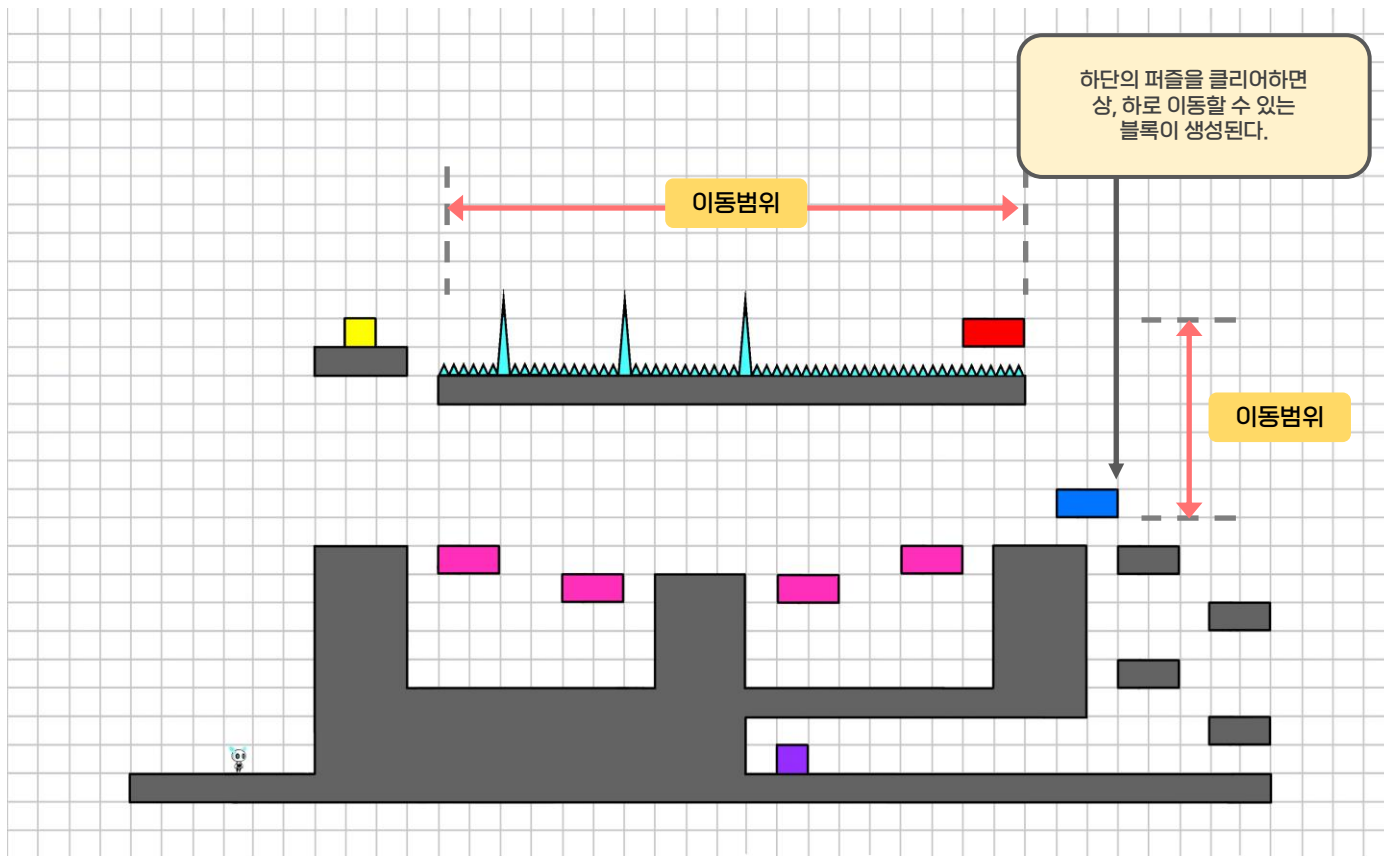 하단의 퍼즐을 클리어하면
상, 하로 이동할 수 있는
블록이 생성된다.
이동범위
이동범위